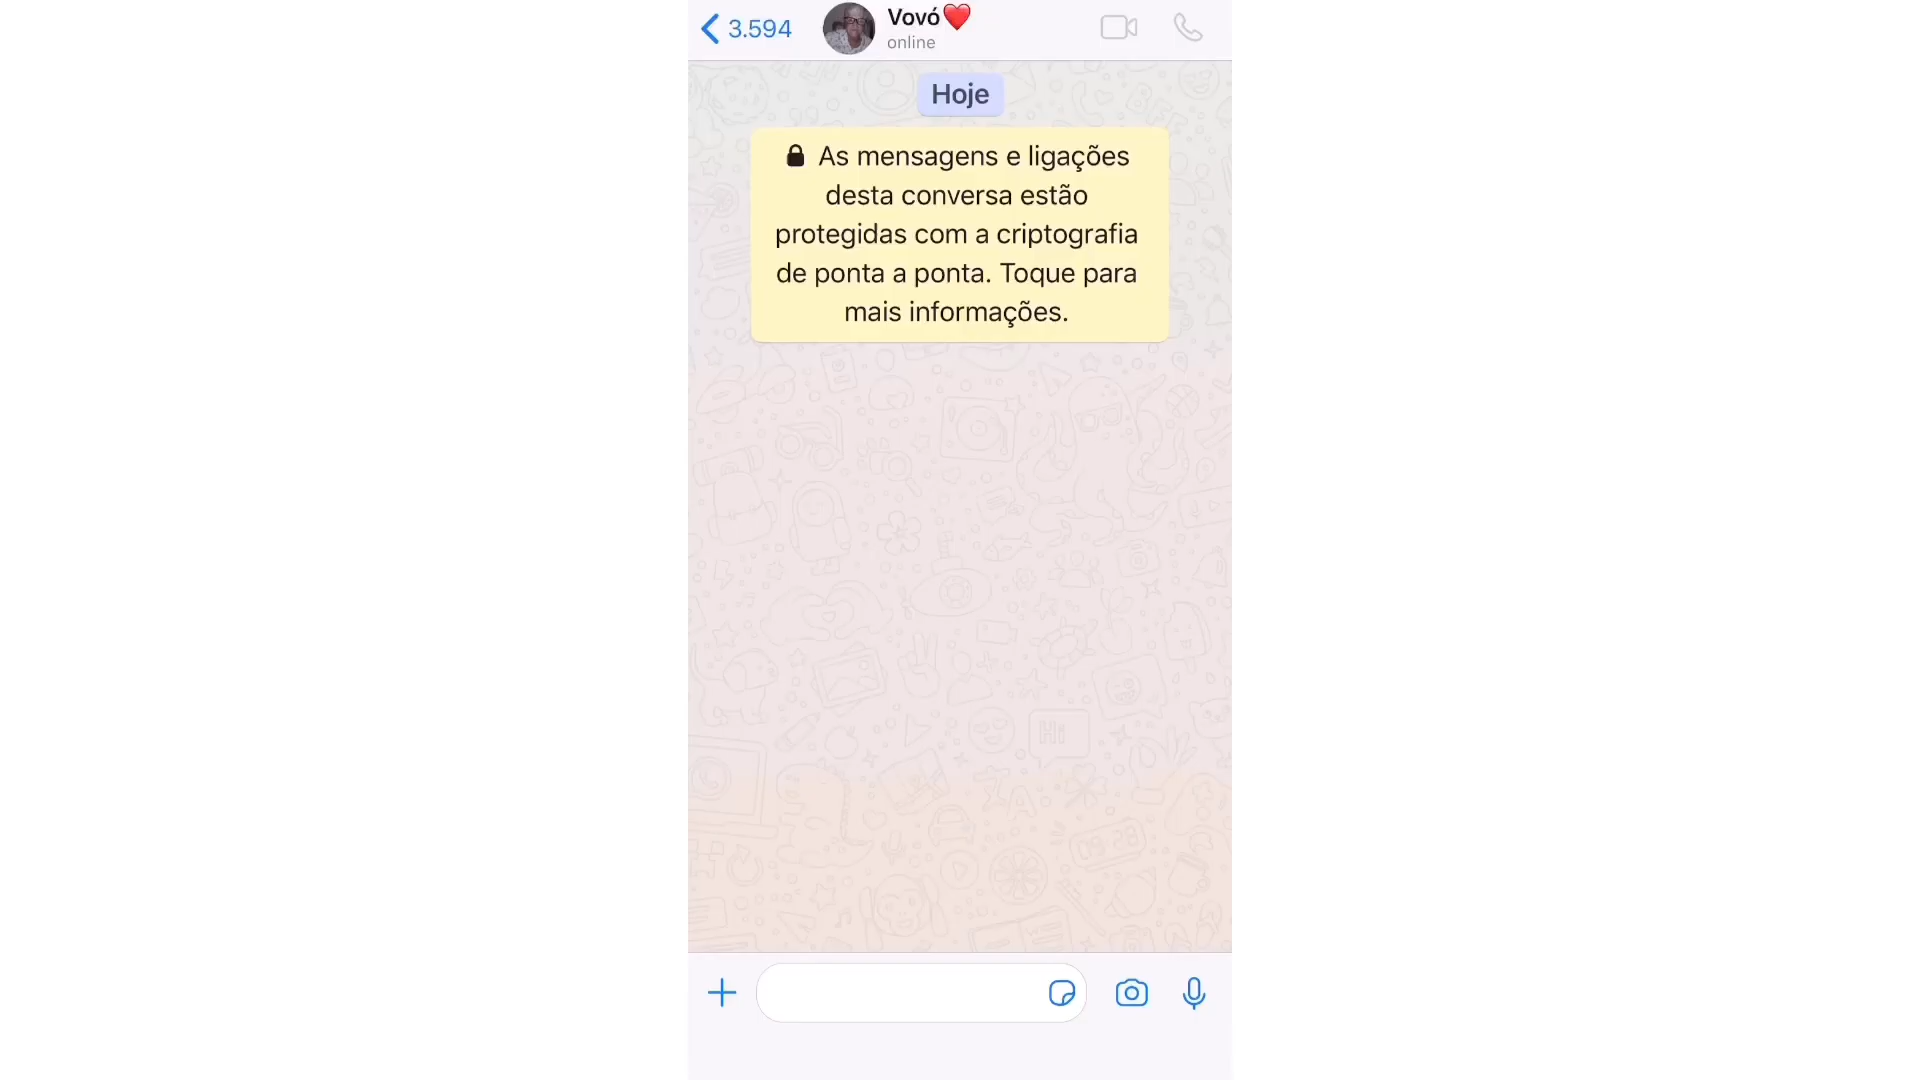 3.594
Vovó❤️
online
Hoje
As mensagens e ligações
desta conversa estão
protegidas com a criptografia
de ponta a ponta. Toque para
mais informações.
Hi